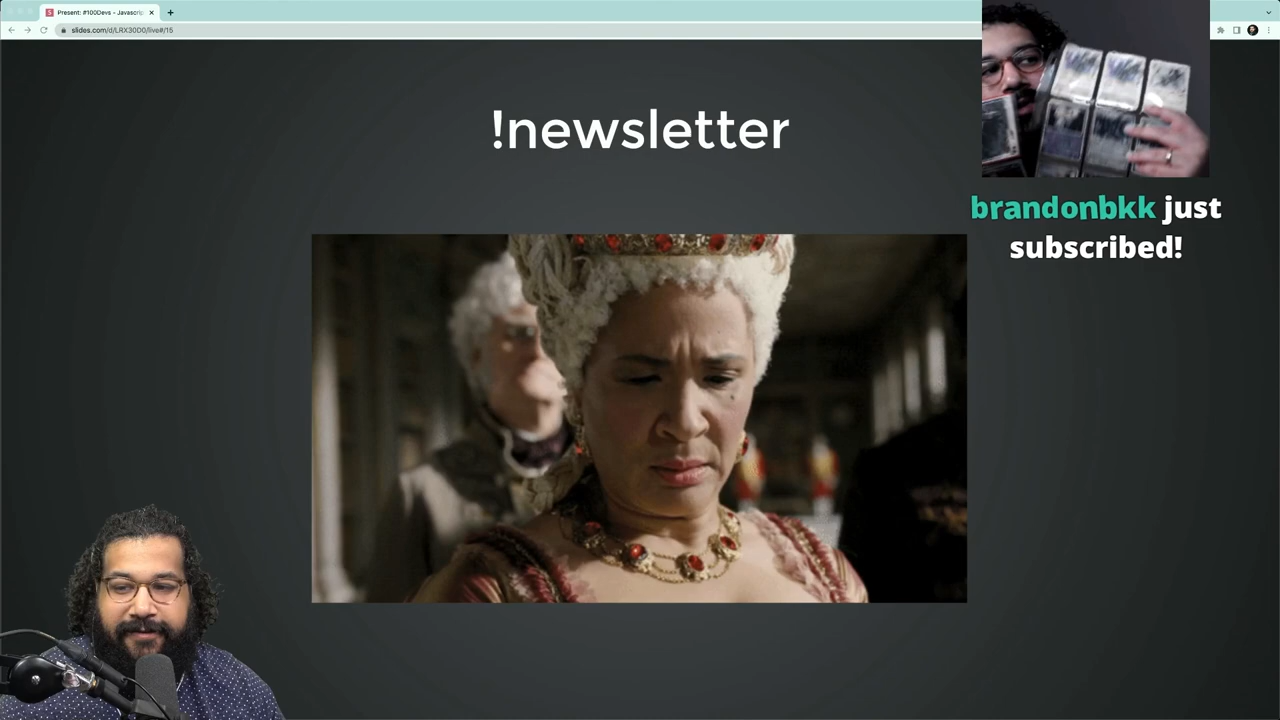 Present: #100Devs - Javascrip
slides.com/d/LRX30D0/live#/15
!newsletter
brandonbkk just
subscribed!